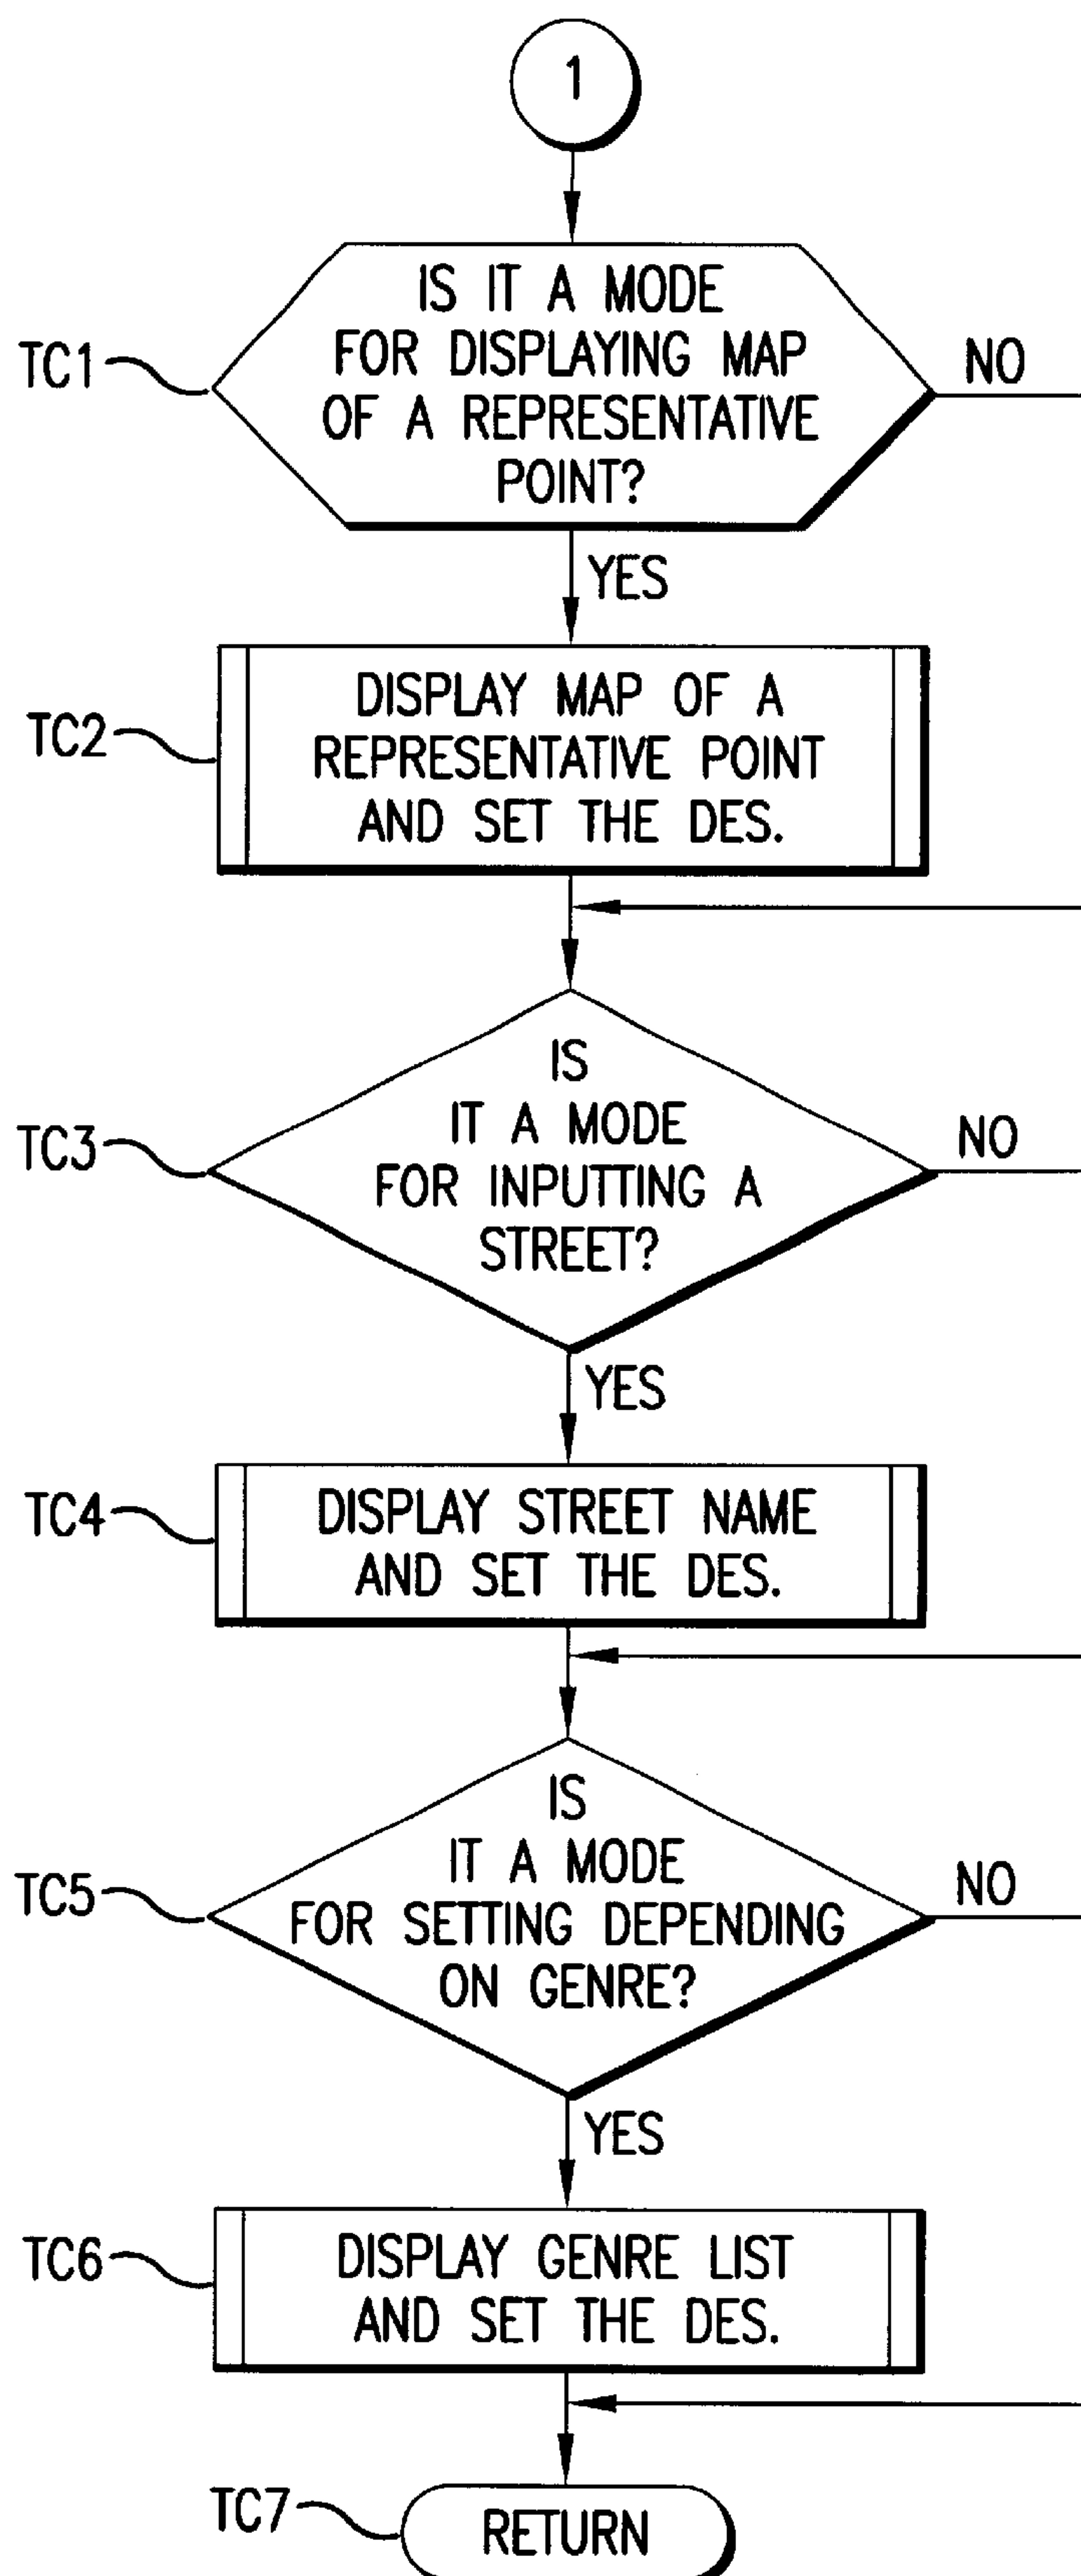 1
IS IT A MODE
FOR DISPLAYING MAP
OF A REPRESENTATIVE
POINT?
TC1
NO
YES
DISPLAY MAP OF A
REPRESENTATIVE POINT
AND SET THE DES.
TC2
IS
IT A MODE
FOR INPUTTING A
STREET?
TC3
NO
YES
DISPLAY STREET NAME
AND SET THE DES.
TC4
IS
IT A MODE
FOR SETTING DEPENDING
ON GENRE?
TC5
NO
YES
DISPLAY GENRE LIST
AND SET THE DES.
TC6
TC7
RETURN